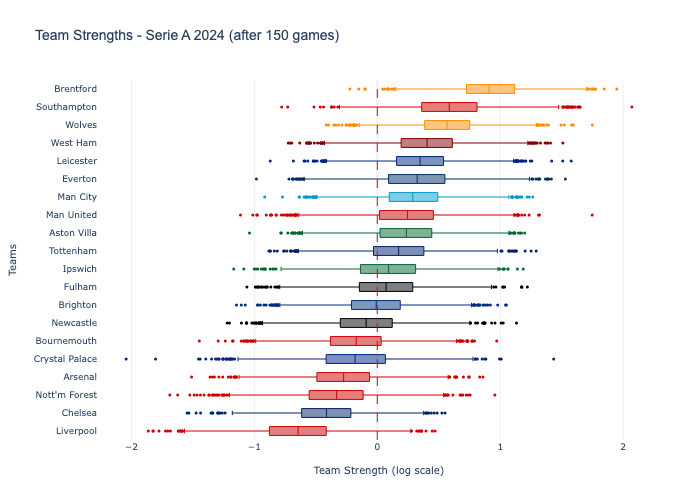 Team Strengths - Serie A 2024 (after 150 games)
Brentford
Southampton
Wolves
West Ham
Leicester
Everton
Man City
Man United
Aston Villa
Tottenham
Ipswich
Fulham
Brighton
Newcastle
Bournemouth
Crystal Palace
Arsenal
Nott'm Forest
Chelsea
Liverpool
Teams
−2 −1 0 1 2
Team Strength (log scale)